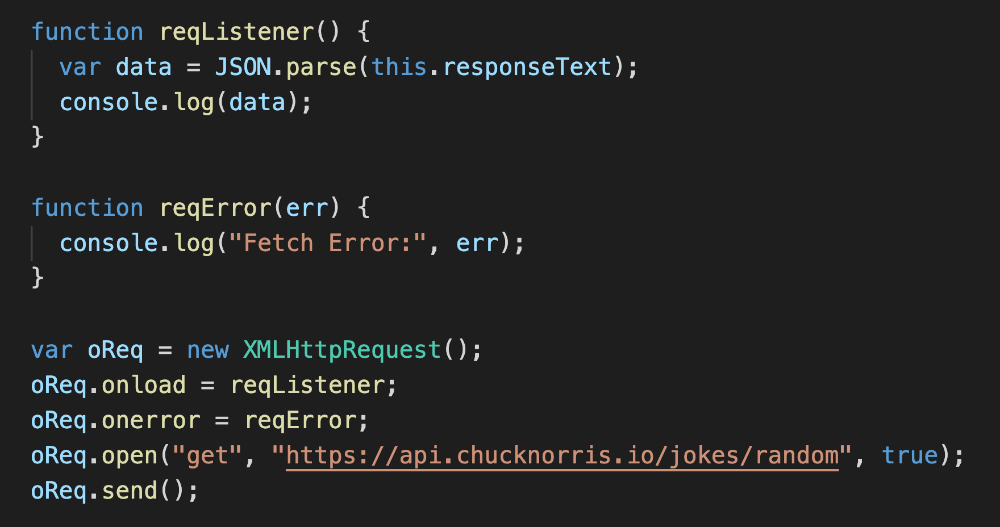 function reqListener() {
  var data = JSON.parse(this.responseText);
  console.log(data);
}
function reqError(err) {
  console.log("Fetch Error:", err);
}
var oReq = new XMLHttpRequest();
oReq.onload = reqListener;
oReq.onerror = reqError;
oReq.open("get", "https://api.chucknorris.io/jokes/random", true);
oReq.send();